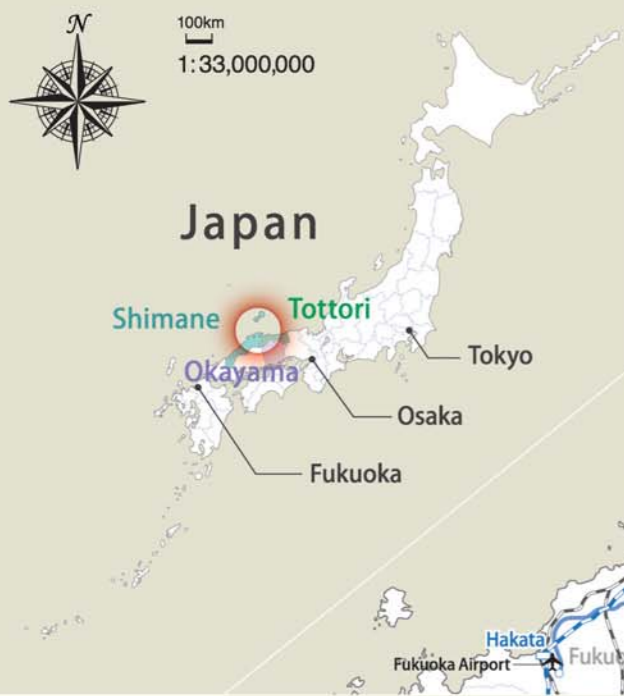 N
100km
1:33,000,000
Japan
Shimane
Tottori
Okayama
Tokyo
Osaka
Fukuoka
Hakata
Fukuoka Airport